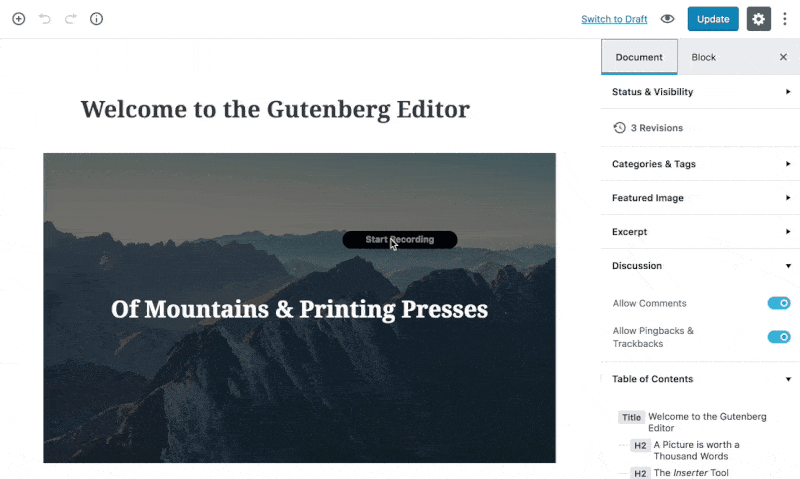 Switch to Draft
Update
Document
Block
Welcome to the Gutenberg Editor
Start Recording
Of Mountains & Printing Presses
Status & Visibility
3 Revisions
Categories & Tags
Featured Image
Excerpt
Discussion
Allow Comments
Allow Pingbacks &
Trackbacks
Table of Contents
Title Welcome to the Gutenberg
Editor
H2 A Picture is worth a
Thousand Words
H2 The Inserter Tool